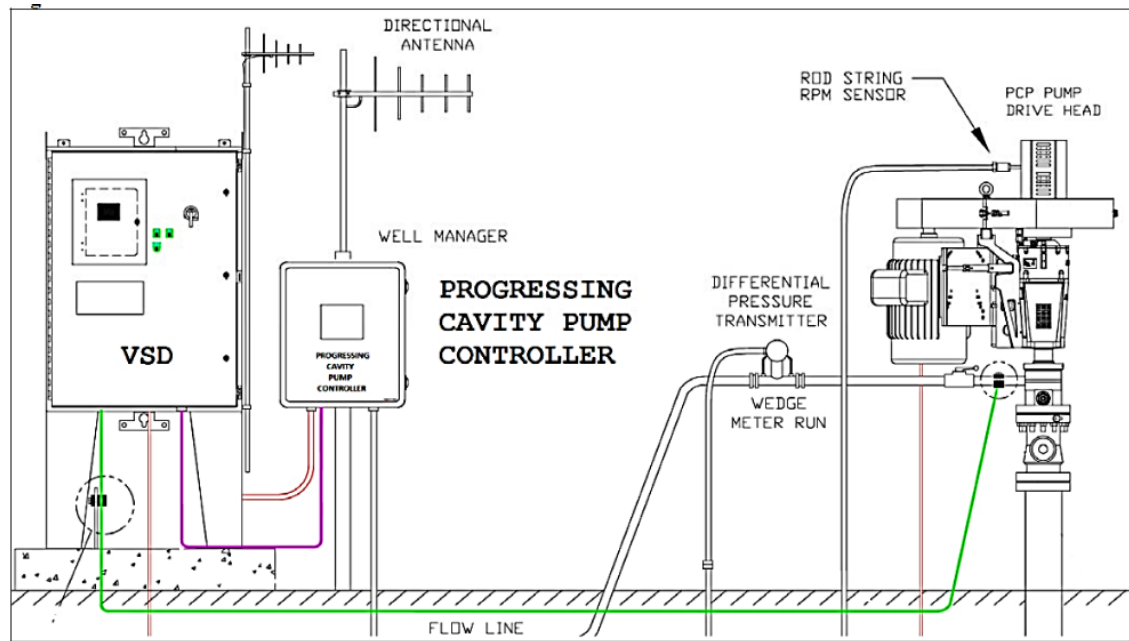 DIRECTIONAL
ANTENNA
ROD STRING
RPM SENSOR
PCP PUMP
DRIVE HEAD
WELL MANAGER
PROGRESSING
CAVITY PUMP
CONTROLLER
DIFFERENTIAL
PRESSURE
TRANSMITTER
VSD
PROGRESSING
CAVITY
PUMP
CONTROLLER
WEDGE
METER RUN
FLOW LINE